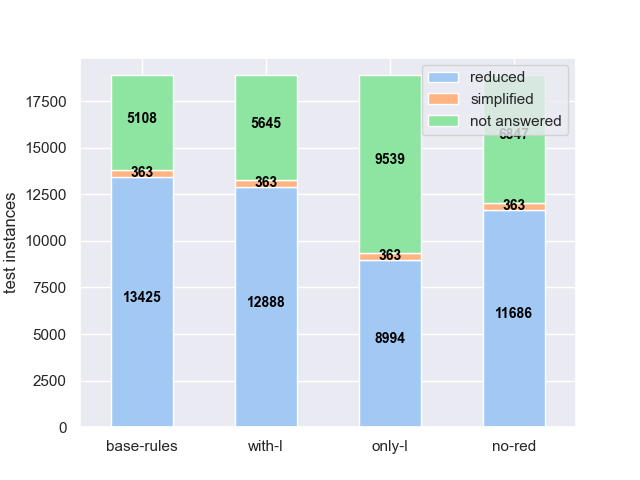 reduced
simplified
not answered
test instances
17500
15000
12500
10000
7500
5000
2500
0
5108
5645
9539
6847
363
363
363
363
13425
12888
8994
11686
base-rules
with-l
only-l
no-red